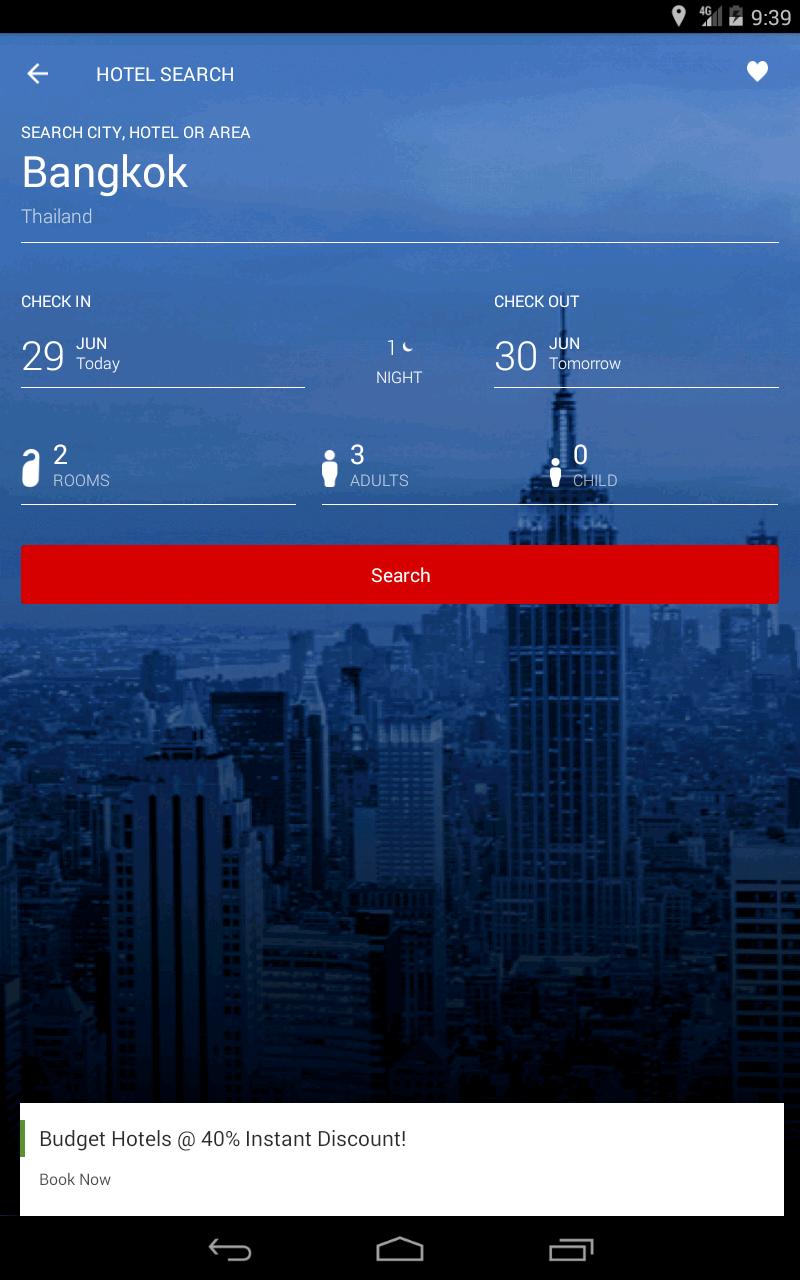 4G 9:39
HOTEL SEARCH
SEARCH CITY, HOTEL OR AREA
Bangkok
Thailand
CHECK IN
CHECK OUT
29 JUN
Today
1
NIGHT
30 JUN
Tomorrow
2
ROOMS
3
ADULTS
0
CHILD
Search
Budget Hotels @ 40% Instant Discount!
Book Now